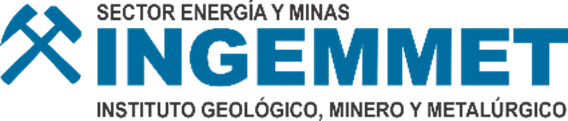 SECTOR ENERGÍA Y MINAS
INGEMMET
INSTITUTO GEOLÓGICO, MINERO Y METALÚRGICO